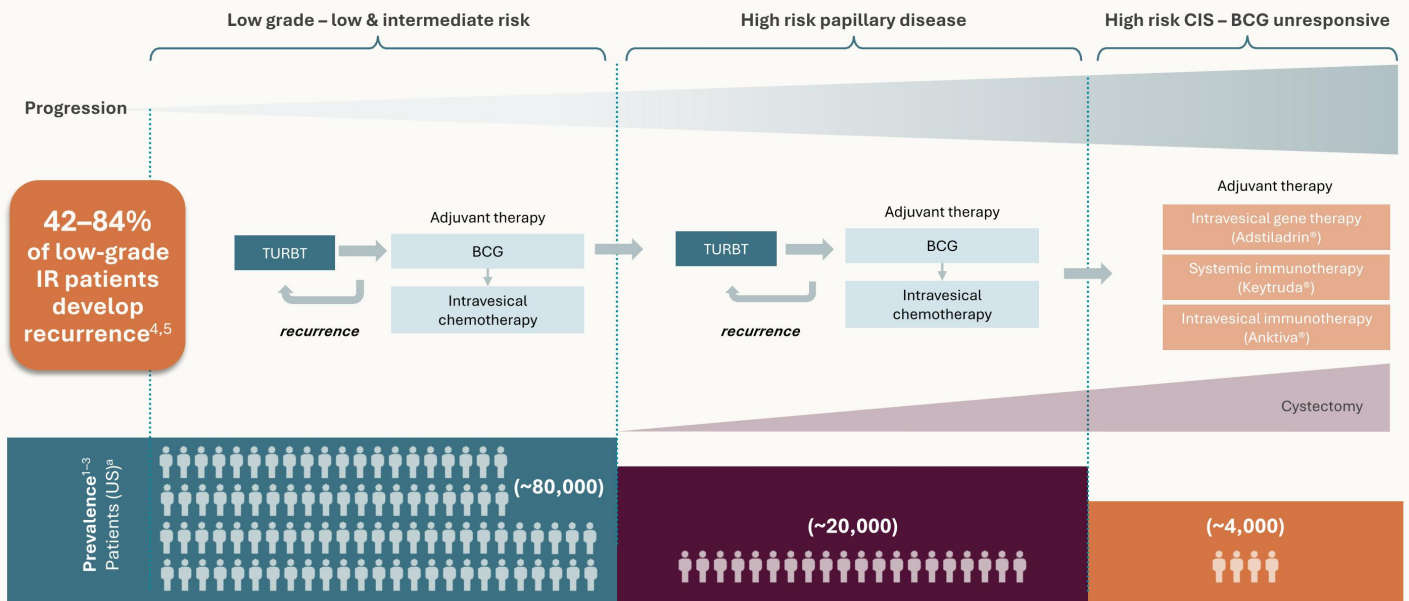 Low grade – low & intermediate risk
High risk papillary disease
High risk CIS – BCG unresponsive
Progression
42–84%
of low-grade
IR patients
develop
recurrence4,5
TURBT
Adjuvant therapy
BCG
Intravesical
chemotherapy
recurrence
TURBT
Adjuvant therapy
BCG
Intravesical
chemotherapy
recurrence
Adjuvant therapy
Intravesical gene therapy
(Adstiladrin®)
Systemic immunotherapy
(Keytruda®)
Intravesical immunotherapy
(Anktiva®)
Cystectomy
Prevalence1–3
Patients (US)a
(~80,000)
(~20,000)
(~4,000)